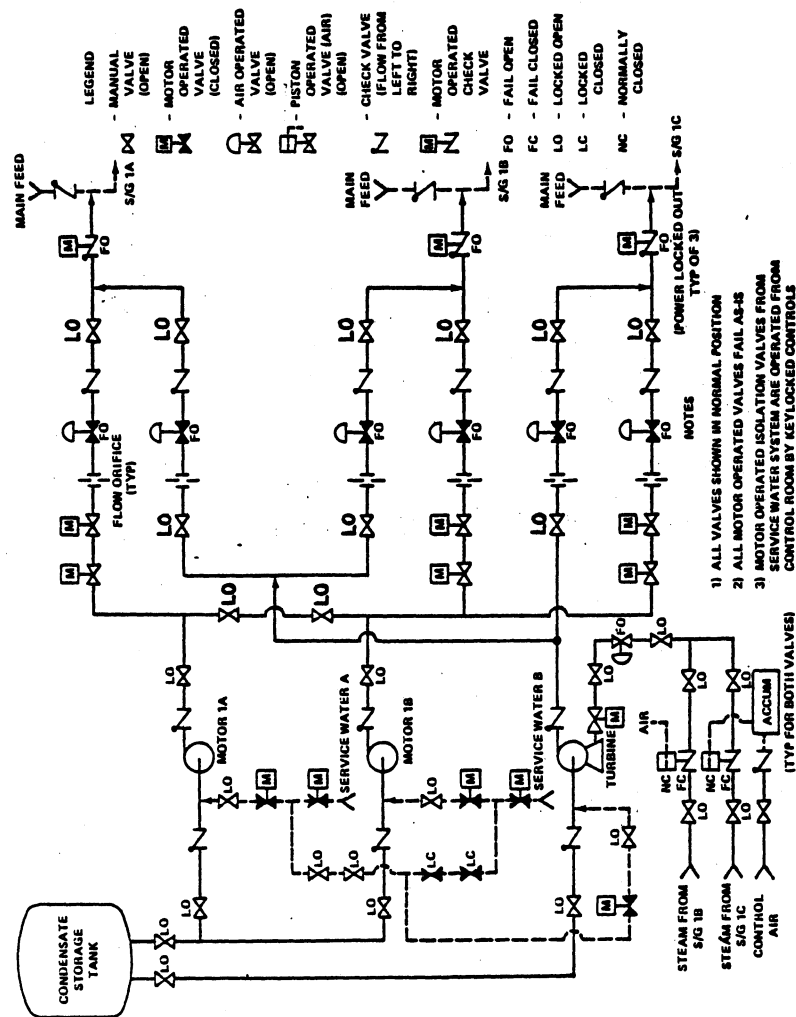 CONDENSATE
STORAGE
TANK
LO
LO
LO
LO
LO
LO
LO
LO
LO
LO
LC
LC
M
M
M
M
M
SERVICE WATER A
SERVICE WATER B
MOTOR 1A
MOTOR 1B
TURBINE
M
LO
LO
LO
LO
FO
LO
LO
LO
LO
LO
AIR
NC
FC
NC
FC
ACCUM
(TYP FOR BOTH VALVES)
STEAM FROM
S/G 1B
STEAM FROM
S/G 1C
CONTROL
AIR
LO
LO
M
M
M
M
M
M
FLOW ORIFICE
(TYP)
LO
LO
LO
FO
FO
FO
FO
FO
FO
LO
LO
LO
LO
LO
LO
M
FO
M
FO
M
FO
(POWER LOCKED OUT
TYP OF 3)
MAIN FEED
S/G 1A
MAIN
FEED
S/G 1B
MAIN
FEED
S/G 1C
LEGEND
- MANUAL
VALVE
(OPEN)
M
- MOTOR
OPERATED
VALVE
(CLOSED)
- AIR OPERATED
VALVE
(OPEN)
- PISTON
OPERATED
VALVE (AIR)
(OPEN)
- CHECK VALVE
(FLOW FROM
LEFT TO
RIGHT)
M
- MOTOR
OPERATED
CHECK
VALVE
FO - FAIL OPEN
FC - FAIL CLOSED
LO - LOCKED OPEN
LC - LOCKED
CLOSED
NC - NORMALLY
CLOSED
NOTES
1) ALL VALVES SHOWN IN NORMAL POSITION
2) ALL MOTOR OPERATED VALVES FAIL AS-IS
3) MOTOR OPERATED ISOLATION VALVES FROM
SERVICE WATER SYSTEM ARE OPERATED FROM
CONTROL ROOM BY KEYLOCKED CONTROLS